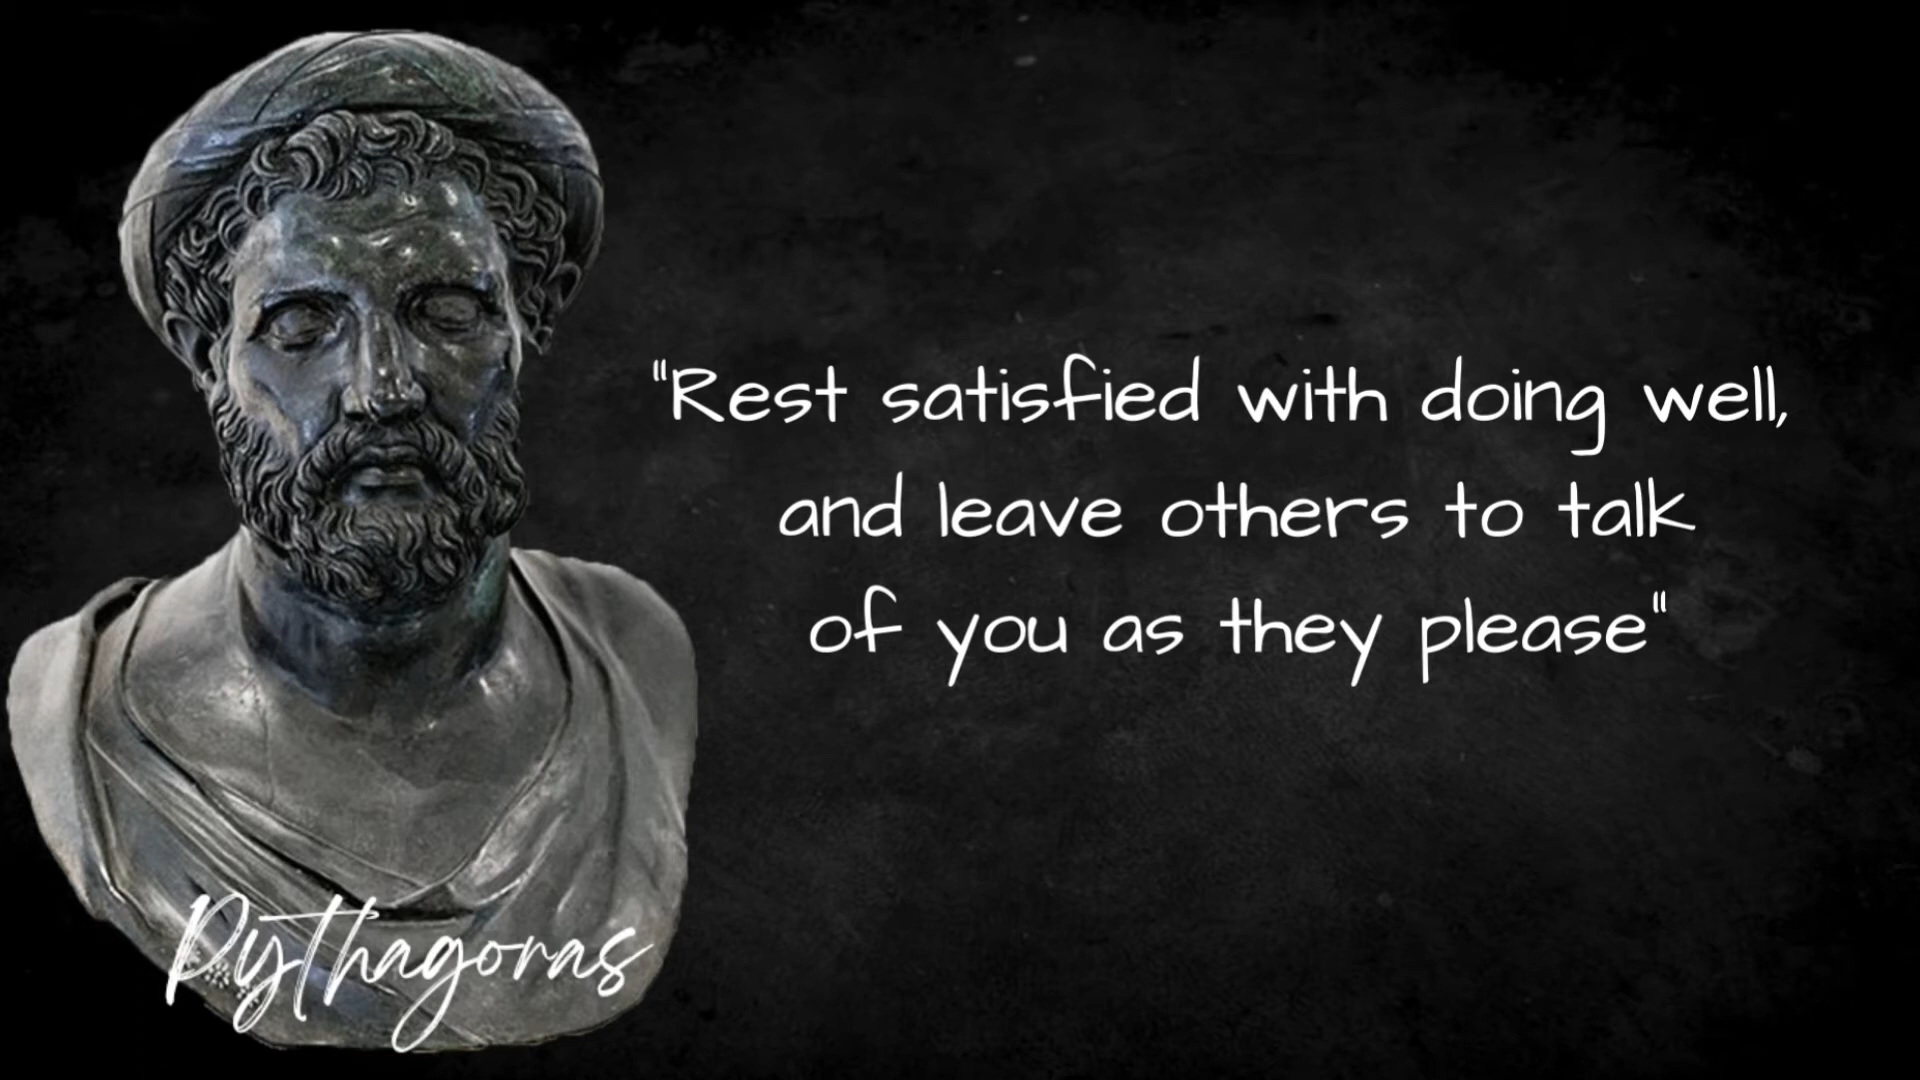 "Rest satisfied with doing well,
and leave others to talk
of you as they please"
Pythagoras